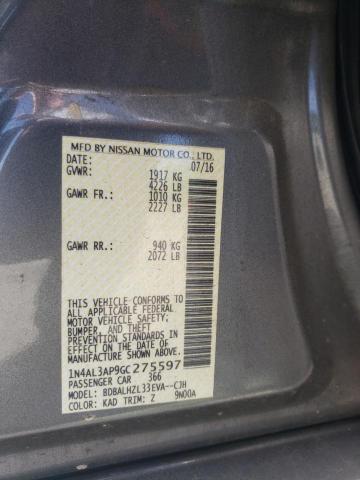 MFD BY NISSAN MOTOR CO., LTD.
DATE: 07/16
GVWR: 1917 KG
4226 LB
GAWR FR.: 1010 KG
2227 LB
GAWR RR.: 940 KG
2072 LB
THIS VEHICLE CONFORMS TO
ALL APPLICABLE U.S. FEDERAL
MOTOR VEHICLE SAFETY,
BUMPER, AND THEFT
PREVENTION STANDARDS IN
EFFECT ON THE DATE OF
MANUFACTURE SHOWN ABOVE.
1N4AL3AP9GC275597
PASSENGER CAR 366
MODEL: BDBALHZL33EVA--CJH
COLOR: KAD TRIM: Z 9N00A